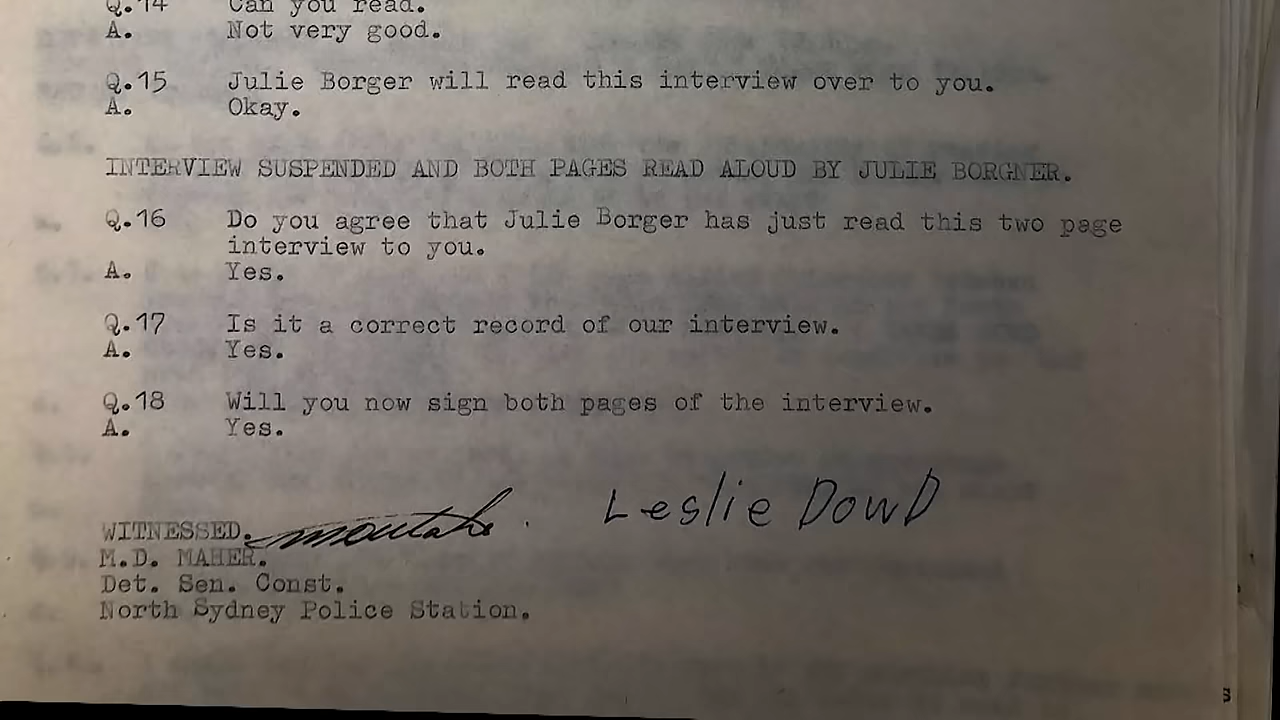 Q.14 Can you read.
A. Not very good.
Q.15 Julie Borger will read this interview over to you.
A. Okay.
INTERVIEW SUSPENDED AND BOTH PAGES READ ALOUD BY JULIE BORGNER.
Q.16 Do you agree that Julie Borger has just read this two page
interview to you.
A. Yes.
Q.17 Is it a correct record of our interview.
A. Yes.
Q.18 Will you now sign both pages of the interview.
A. Yes.
Leslie DowD
WITNESSED.
M.D. MAHER.
Det. Sen. Const.
North Sydney Police Station.